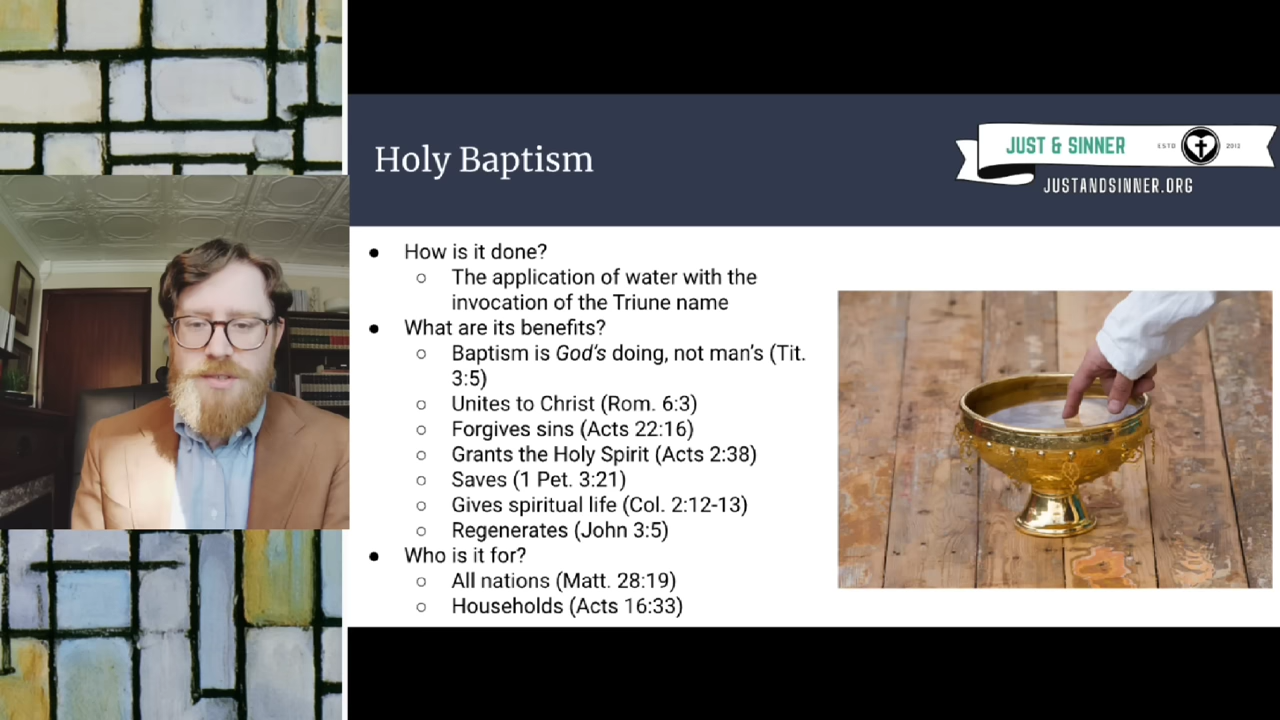 Holy Baptism
JUST & SINNER
ESTD
2012
JUSTANDSINNER.ORG
● How is it done?
○ The application of water with the
invocation of the Triune name
● What are its benefits?
○ Baptism is God's doing, not man's (Tit.
3:5)
○ Unites to Christ (Rom. 6:3)
○ Forgives sins (Acts 22:16)
○ Grants the Holy Spirit (Acts 2:38)
○ Saves (1 Pet. 3:21)
○ Gives spiritual life (Col. 2:12-13)
○ Regenerates (John 3:5)
● Who is it for?
○ All nations (Matt. 28:19)
○ Households (Acts 16:33)